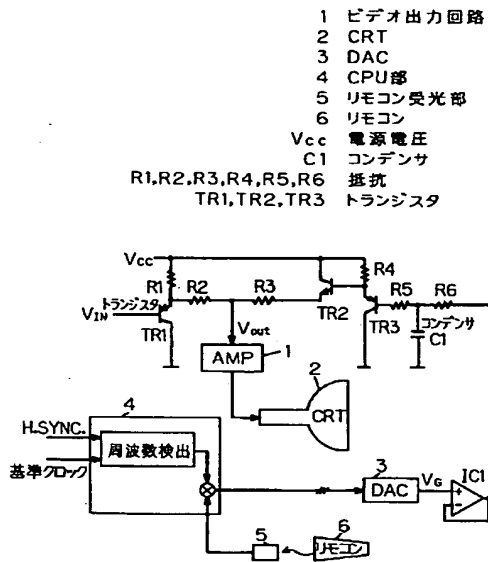 1 ビデオ出力回路
2 CRT
3 DAC
4 CPU部
5 リモコン受光部
6 リモコン
Vcc 電源電圧
C1 コンデンサ
R1,R2,R3,R4,R5,R6 抵抗
TR1,TR2,TR3 トランジスタ
Vcc
R1
R2
R3
R4
R5
R6
トランジスタ
VIN
TR1
TR2
TR3
コンデンサ
C1
Vout
AMP
1
2
CRT
4
H.SYNC.
周波数検出
基準クロック
3
DAC
VG
IC1
+
−
5
6
リモコン